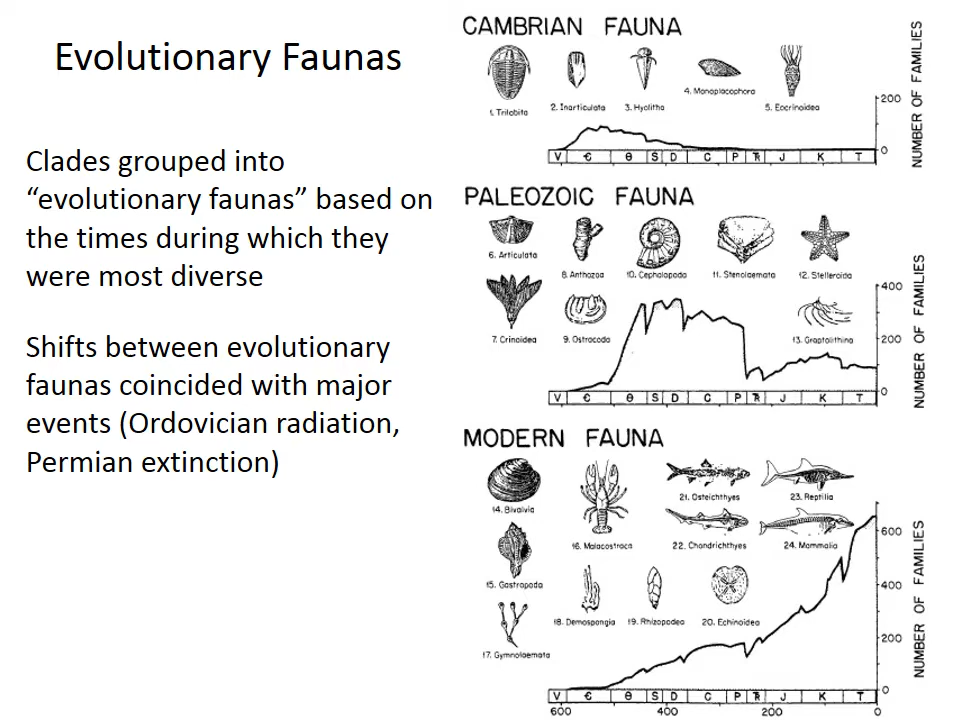 Evolutionary Faunas
Clades grouped into
“evolutionary faunas” based on
the times during which they
were most diverse
Shifts between evolutionary
faunas coincided with major
events (Ordovician radiation,
Permian extinction)
CAMBRIAN FAUNA
1. Trilobita
2. Inarticulata
3. Hyolitha
4. Monoplacophora
5. Eocrinoidea
200
0
NUMBER OF FAMILIES
V Є Θ S D C P Ћ J K T
PALEOZOIC FAUNA
6. Articulata
8. Anthozoa
10. Cephalopoda
11. Stenolaemata
12. Stelleroida
7. Crinoidea
9. Ostracoda
13. Graptolithina
400
200
0
NUMBER OF FAMILIES
V Є Θ S D C P Ћ J K T
MODERN FAUNA
14. Bivalvia
16. Malacostraca
21. Osteichthyes
23. Reptilia
22. Chondrichthyes
24. Mammalia
15. Gastropoda
18. Demospongia
19. Rhizopodea
20. Echinoidea
17. Gymnolaemata
600
400
200
0
NUMBER OF FAMILIES
V Є Θ S D C P Ћ J K T
600 400 200 0